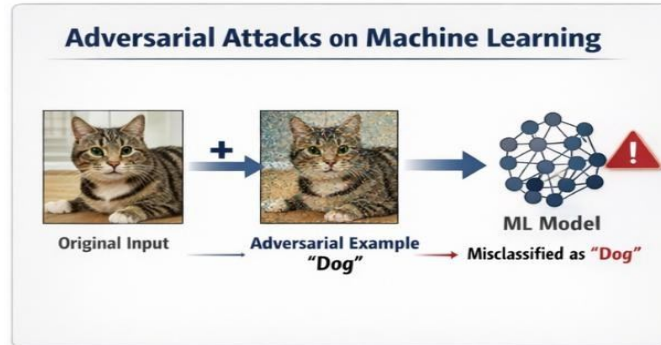 Adversarial Attacks on Machine Learning
+
Original Input
Adversarial Example
"Dog"
!
ML Model
Misclassified as "Dog"